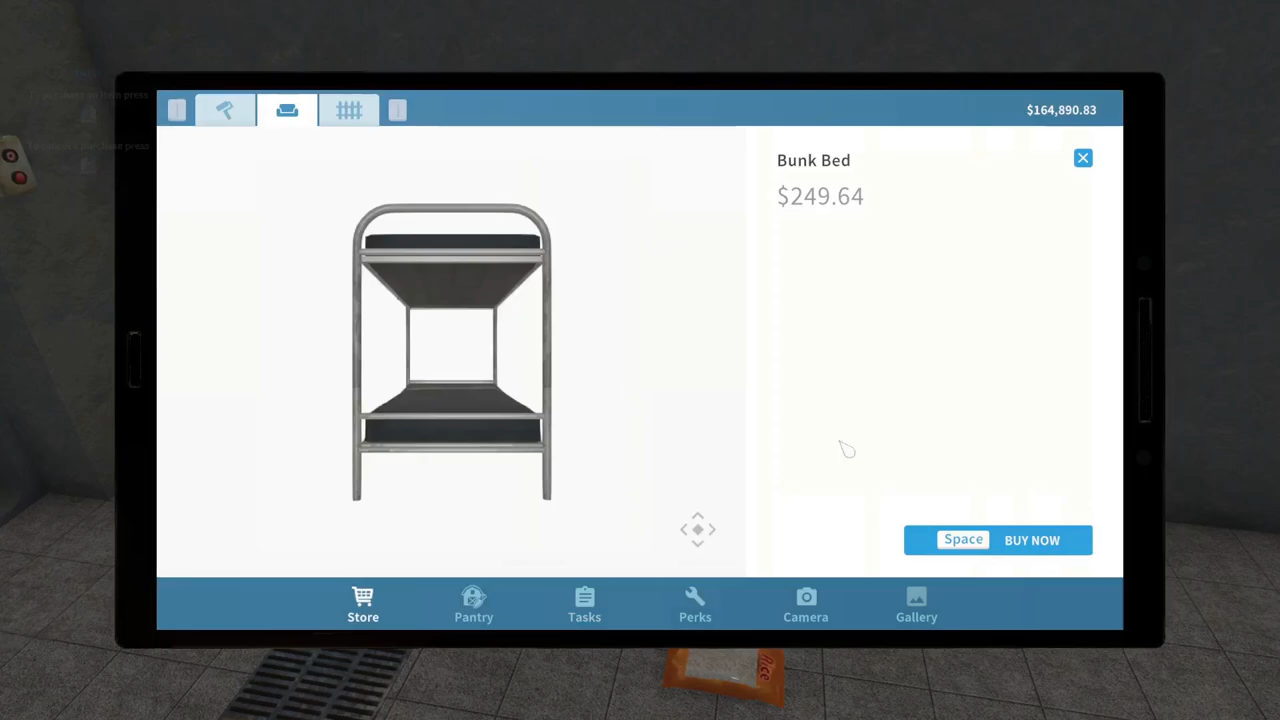 $164,890.83
Bunk Bed
$249.64
Space BUY NOW
Store Pantry Tasks Perks Camera Gallery